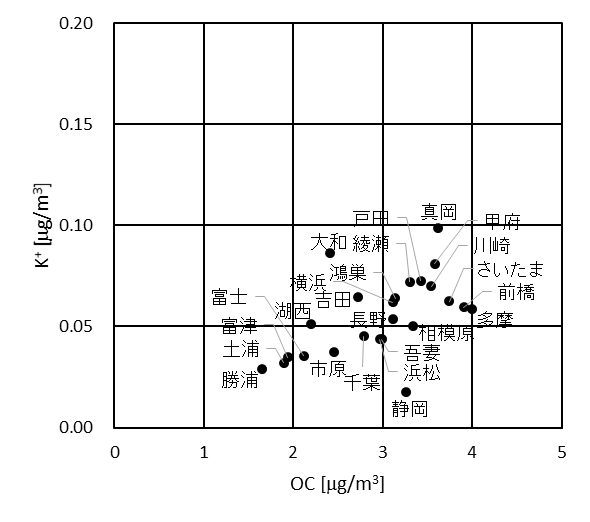 0.20
0.15
0.10
0.05
0.00
K⁺ [µg/m³]
真岡
戸田
甲府
大和
綾瀬
川崎
鴻巣
さいたま
横浜
吉田
前橋
富士
湖西
長野
多摩
富津
相模原
土浦
吾妻
市原
千葉
浜松
勝浦
静岡
0
1
2
3
4
5
OC [µg/m³]